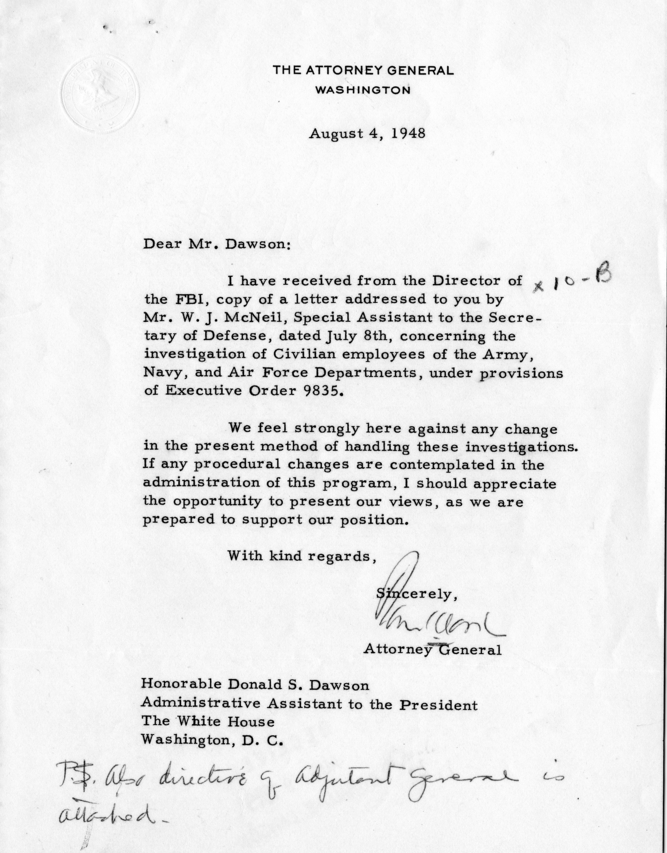 THE ATTORNEY GENERAL
WASHINGTON
August 4, 1948
Dear Mr. Dawson:
I have received from the Director of x 10-B
the FBI, copy of a letter addressed to you by
Mr. W. J. McNeil, Special Assistant to the Secre-
tary of Defense, dated July 8th, concerning the
investigation of Civilian employees of the Army,
Navy, and Air Force Departments, under provisions
of Executive Order 9835.
We feel strongly here against any change
in the present method of handling these investigations.
If any procedural changes are contemplated in the
administration of this program, I should appreciate
the opportunity to present our views, as we are
prepared to support our position.
With kind regards,
Sincerely,
Attorney General
Honorable Donald S. Dawson
Administrative Assistant to the President
The White House
Washington, D. C.
P.S. Also directive of Adjutant General is
attached.